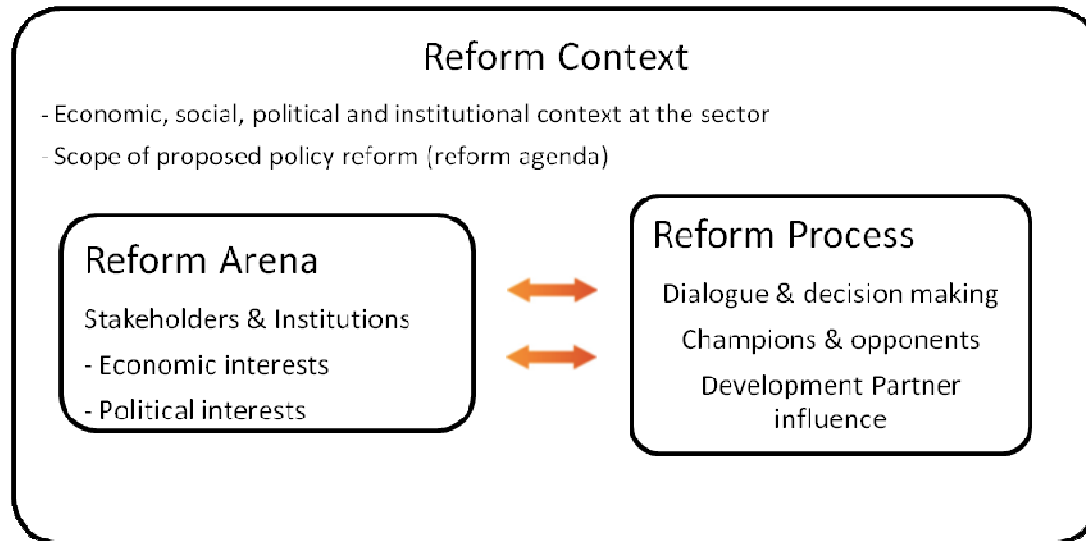 Reform Context
- Economic, social, political and institutional context at the sector
- Scope of proposed policy reform (reform agenda)
Reform Arena
Stakeholders & Institutions
- Economic interests
- Political interests
Reform Process
Dialogue & decision making
Champions & opponents
Development Partner
influence